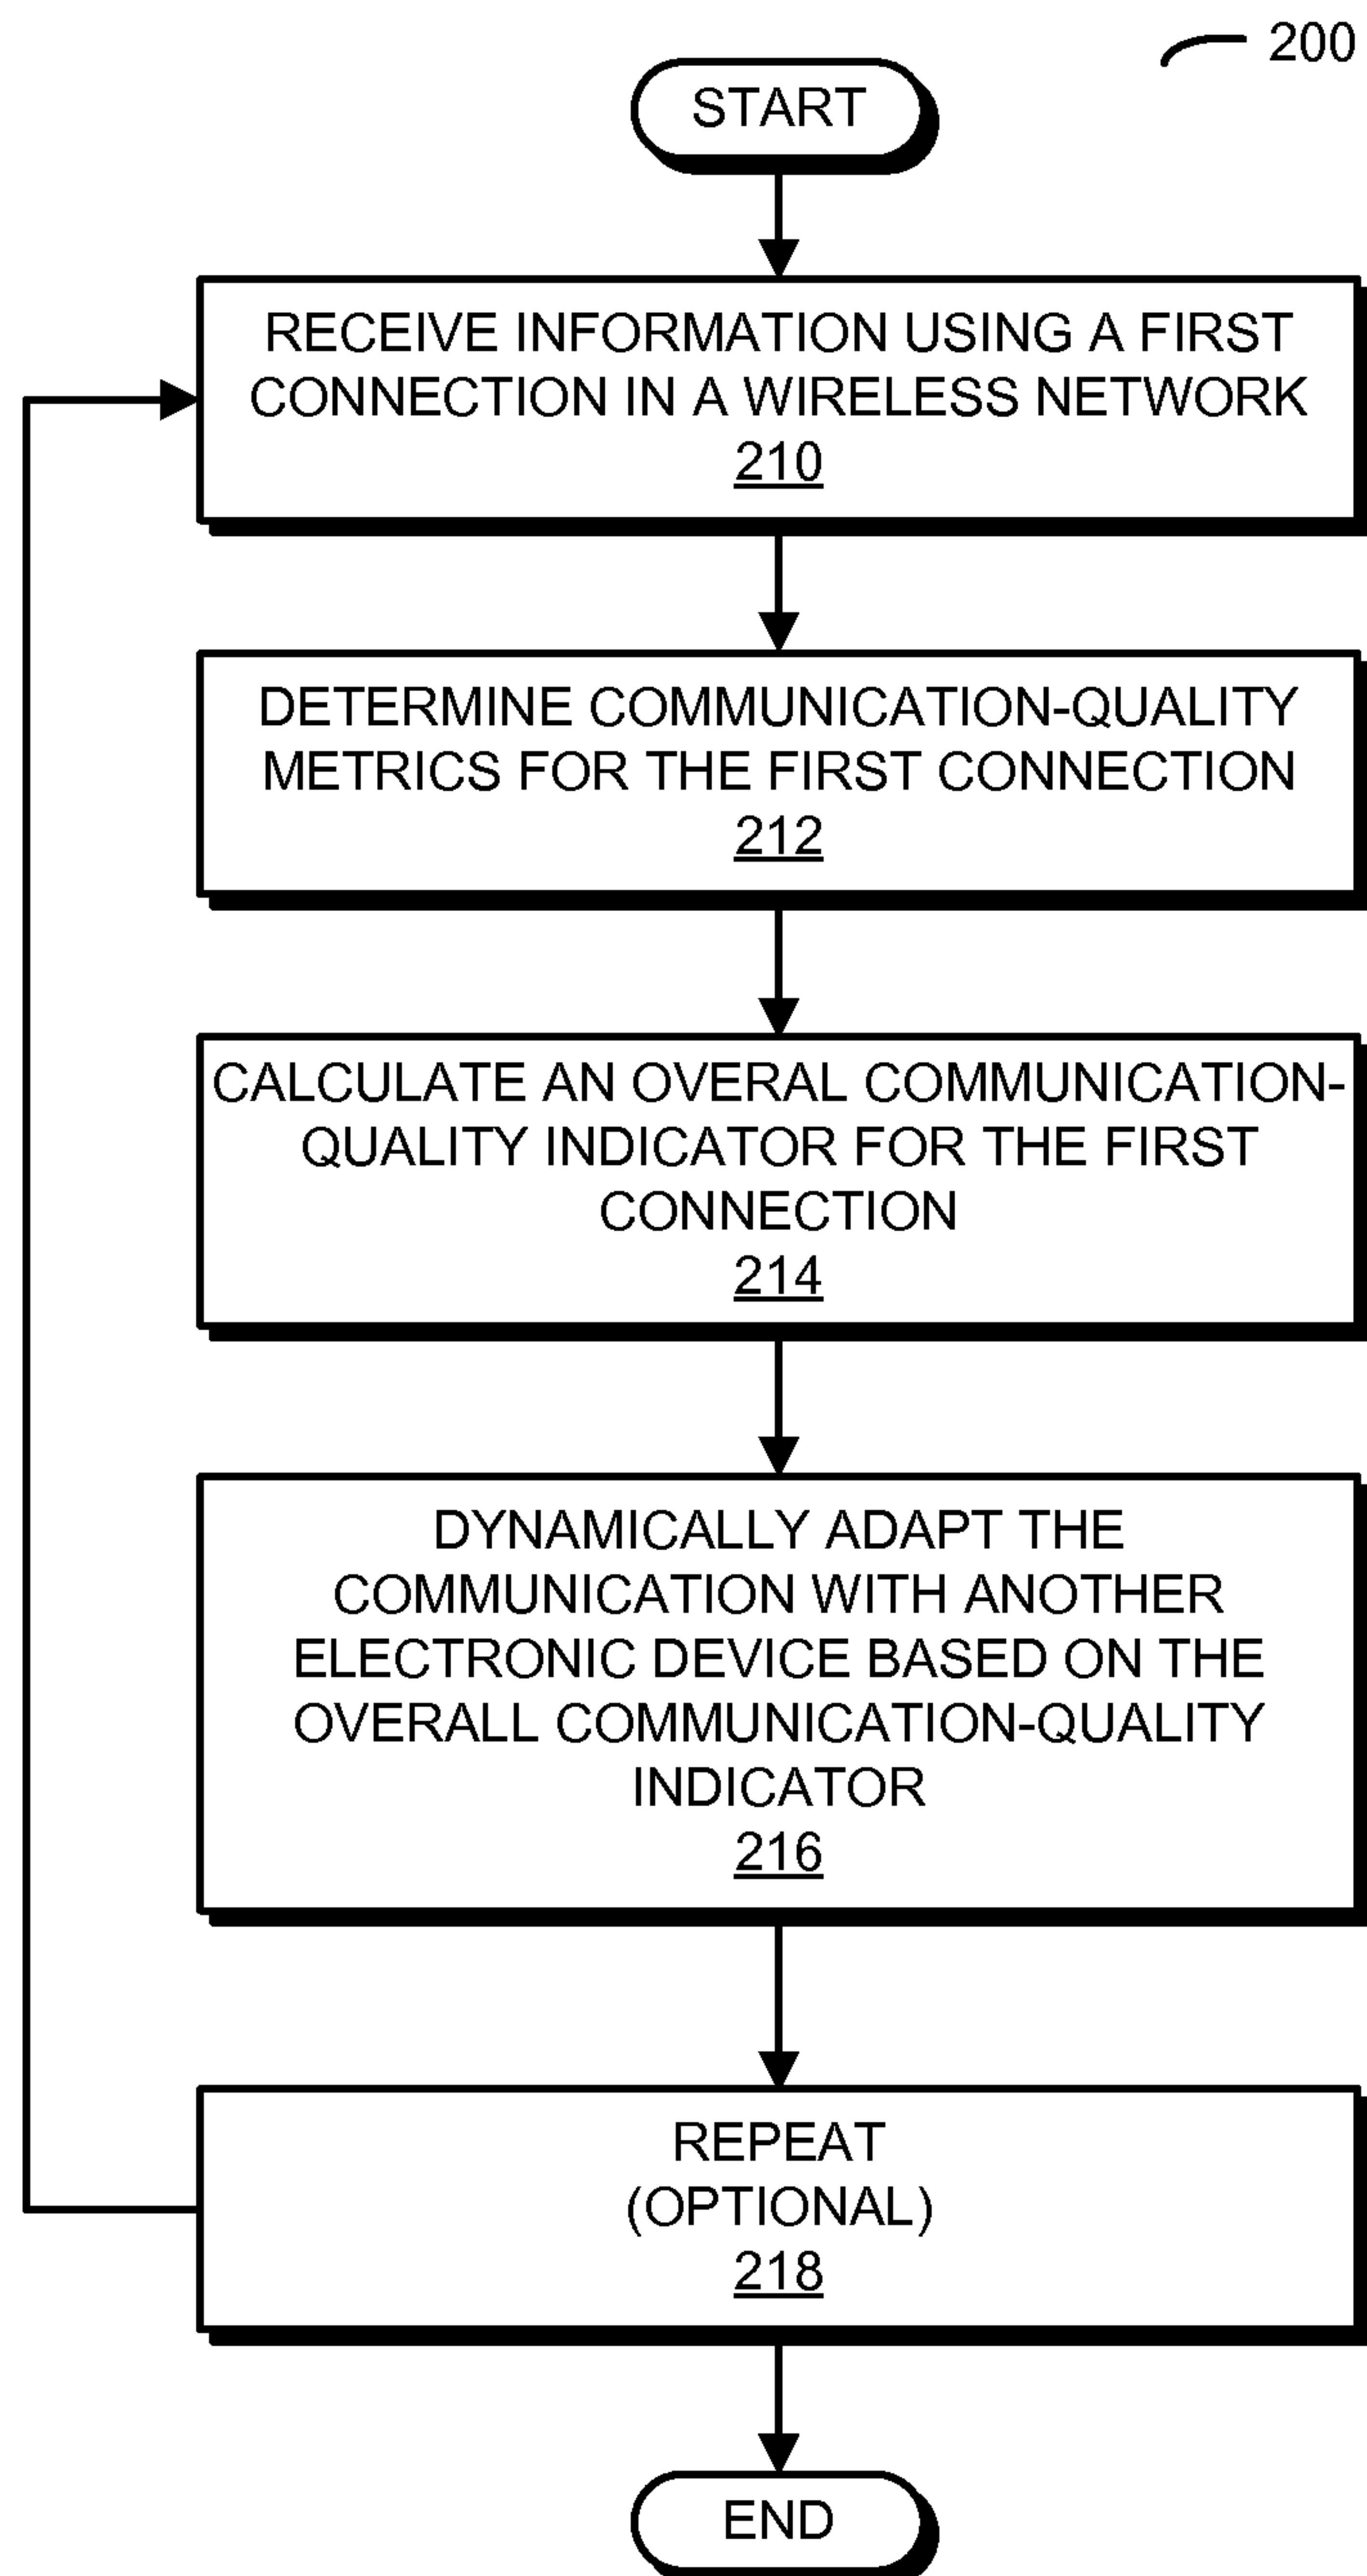 200
START
RECEIVE INFORMATION USING A FIRST
CONNECTION IN A WIRELESS NETWORK
210
DETERMINE COMMUNICATION-QUALITY
METRICS FOR THE FIRST CONNECTION
212
CALCULATE AN OVERAL COMMUNICATION-
QUALITY INDICATOR FOR THE FIRST
CONNECTION
214
DYNAMICALLY ADAPT THE
COMMUNICATION WITH ANOTHER
ELECTRONIC DEVICE BASED ON THE
OVERALL COMMUNICATION-QUALITY
INDICATOR
216
REPEAT
(OPTIONAL)
218
END